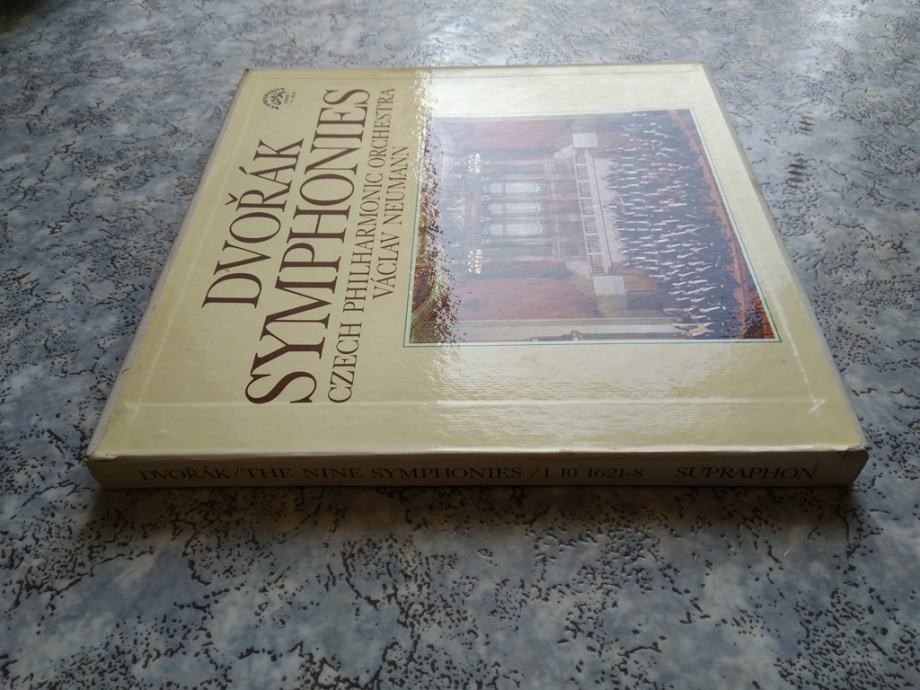 DVOŘÁK
SYMPHONIES
CZECH PHILHARMONIC ORCHESTRA
VÁCLAV NEUMANN
DVOŘÁK/THE NINE SYMPHONIES /1 10 1621-8 SUPRAPHON